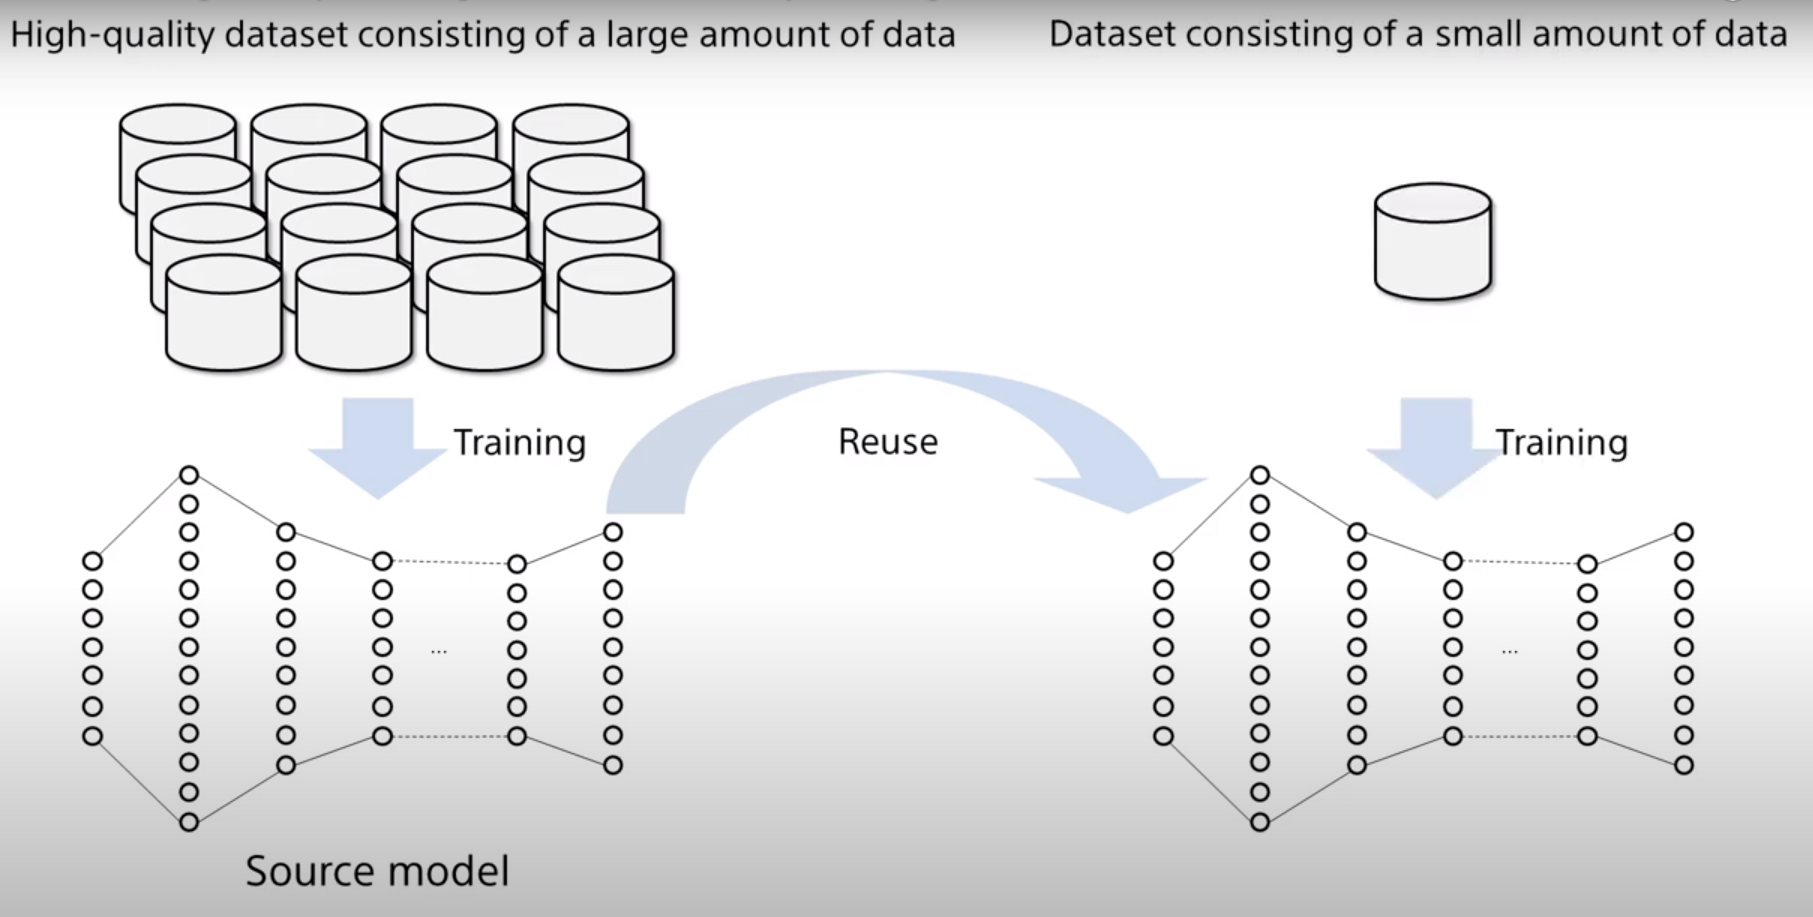 High-quality dataset consisting of a large amount of data
Dataset consisting of a small amount of data
Training
Reuse
Training
...
...
Source model